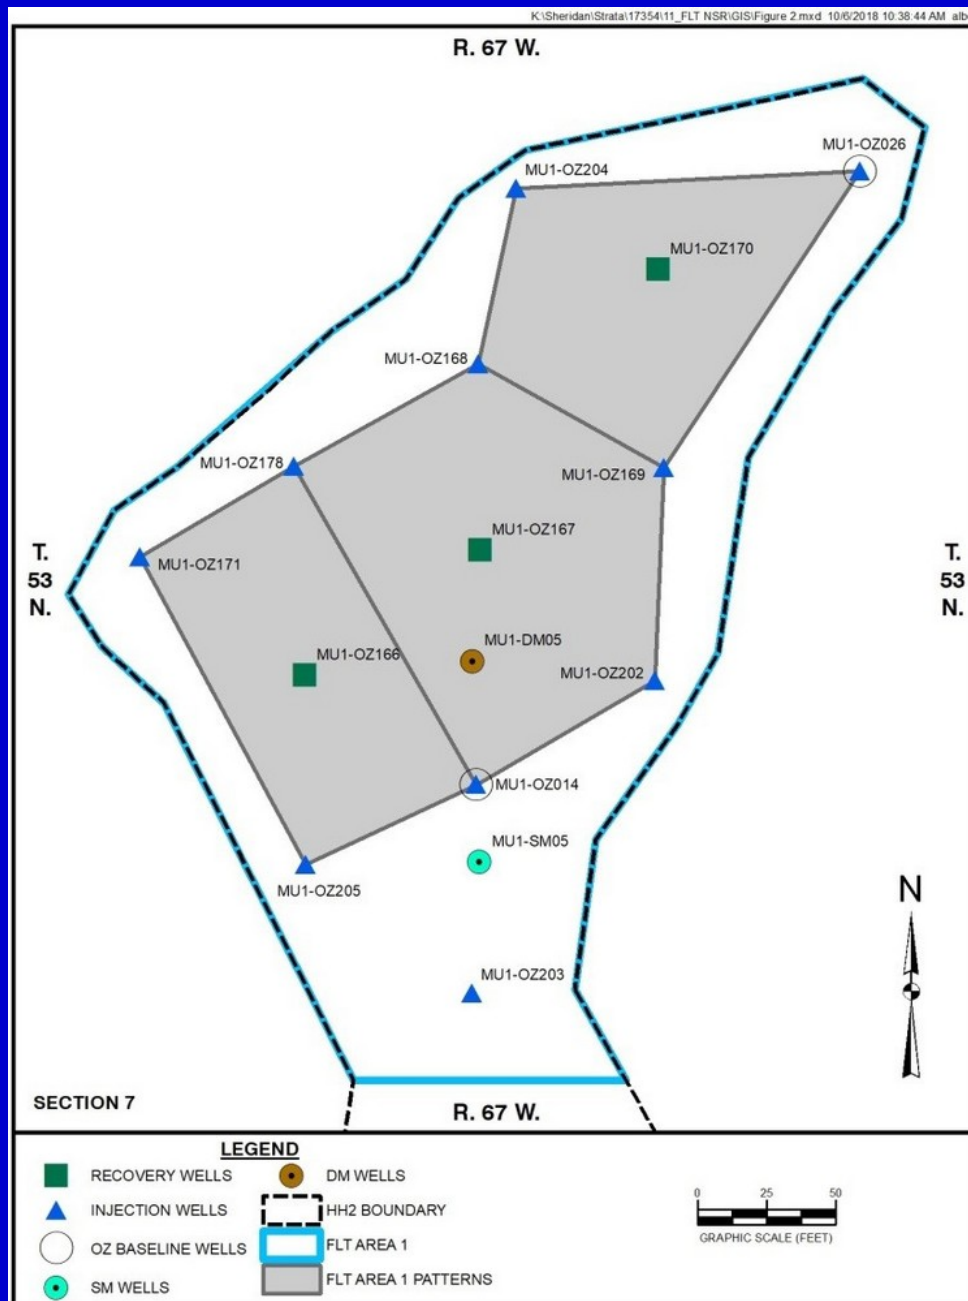 K:\Sheridan\Strata\17354\11_FLT NSR\GIS\Figure 2.mxd 10/6/2018 10:38:44 AM
R. 67 W.
MU1-OZ026
MU1-OZ204
MU1-OZ170
MU1-OZ168
MU1-OZ178
MU1-OZ169
MU1-OZ167
T.
53
N.
T.
53
N.
MU1-OZ171
MU1-DM05
MU1-OZ166
MU1-OZ202
MU1-OZ014
MU1-SM05
MU1-OZ205
N
MU1-OZ203
SECTION 7
R. 67 W.
LEGEND
RECOVERY WELLS
INJECTION WELLS
OZ BASELINE WELLS
SM WELLS
DM WELLS
HH2 BOUNDARY
FLT AREA 1
FLT AREA 1 PATTERNS
0 25 50
GRAPHIC SCALE (FEET)